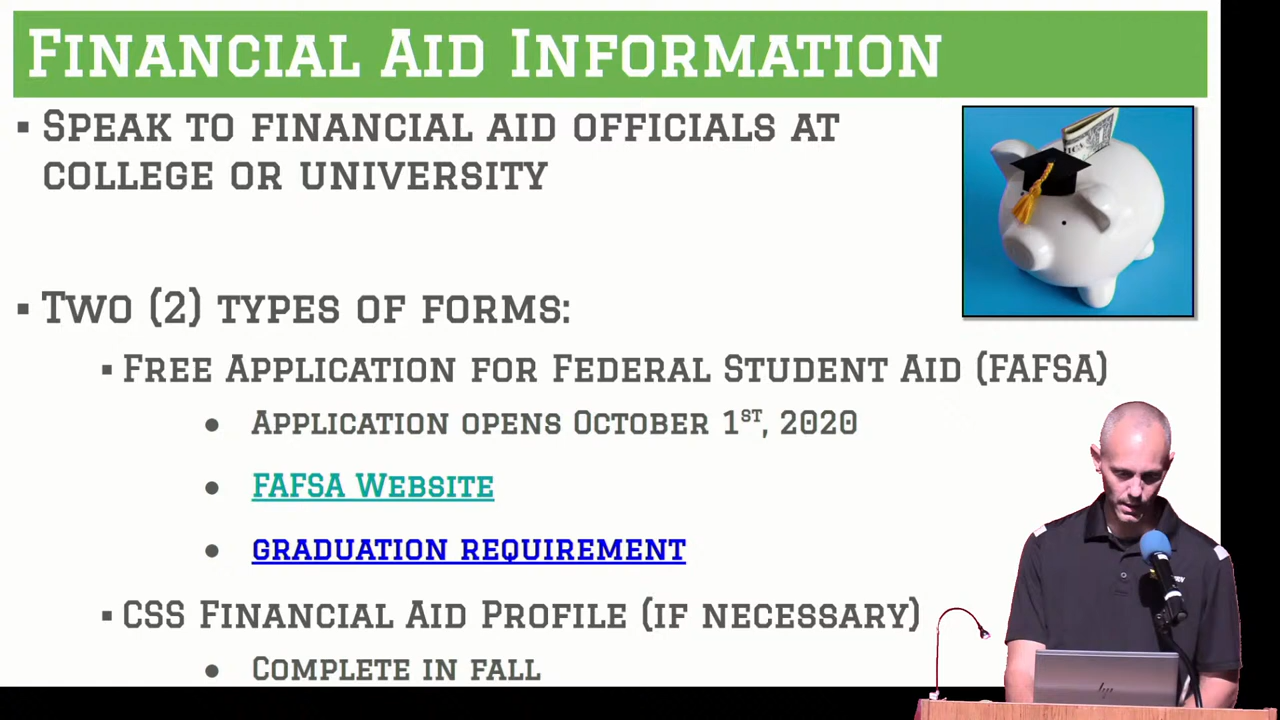 Financial Aid Information
▪ Speak to financial aid officials at
college or university
▪ Two (2) types of forms:
▪ Free Application for Federal Student Aid (FAFSA)
● Application opens October 1st, 2020
● FAFSA Website
● graduation requirement
▪ CSS Financial Aid Profile (if necessary)
● Complete in fall
hp